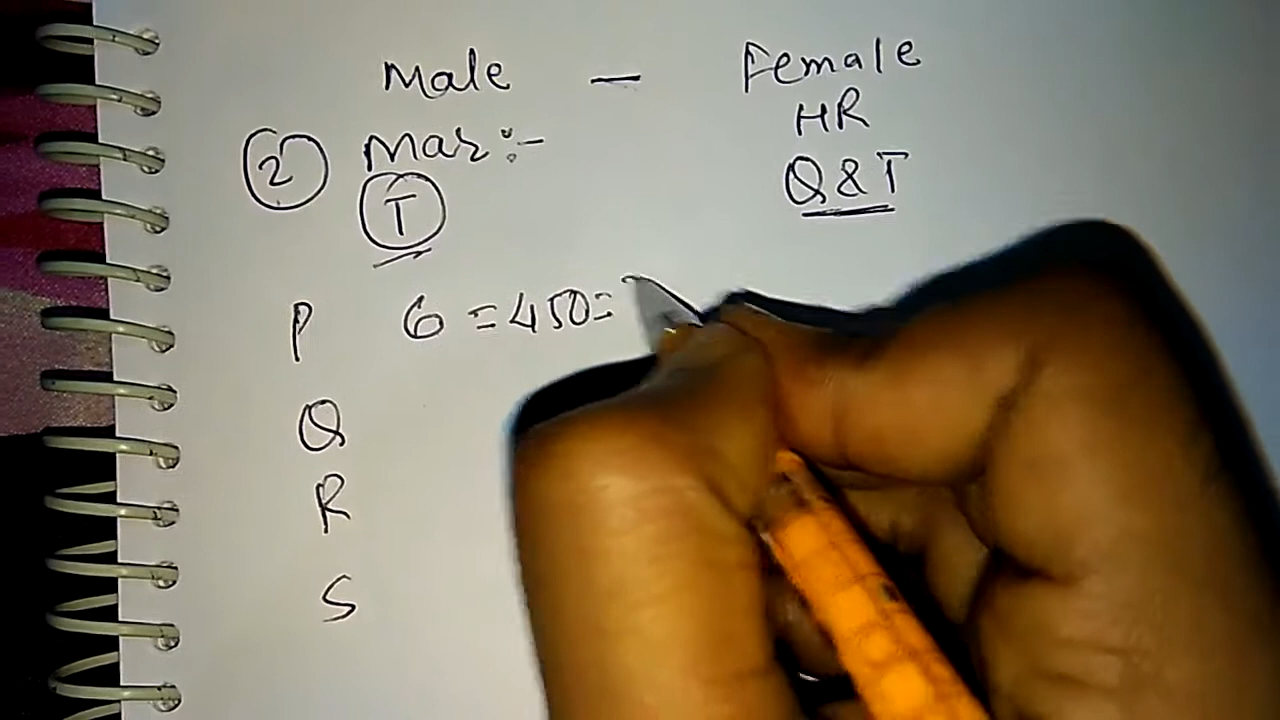 Male — Female
HR
② Mar :-
Q & T
T
P 6 = 450 =
Q
R
S